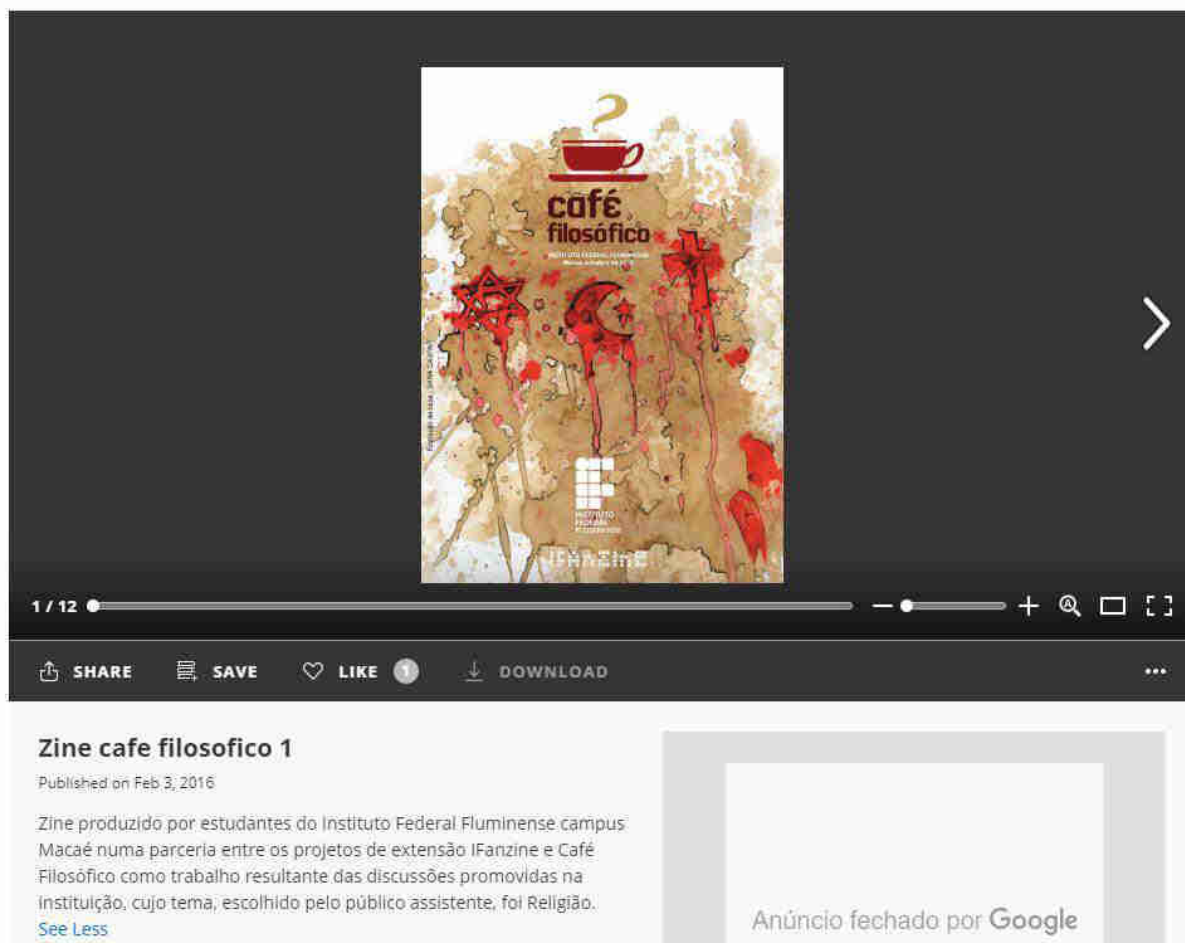 café
filosófico
INSTITUTO FEDERAL FLUMINENSE
INSTITUTO
FEDERAL
IFANZINE
1 / 12
SHARE
SAVE
LIKE 1
DOWNLOAD
Zine cafe filosofico 1
Published on Feb 3, 2016
Zine produzido por estudantes do Instituto Federal Fluminense campus
Macaé numa parceria entre os projetos de extensão IFanzine e Café
Filosófico como trabalho resultante das discussões promovidas na
instituição, cujo tema, escolhido pelo público assistente, foi Religião.
See Less
Anúncio fechado por Google